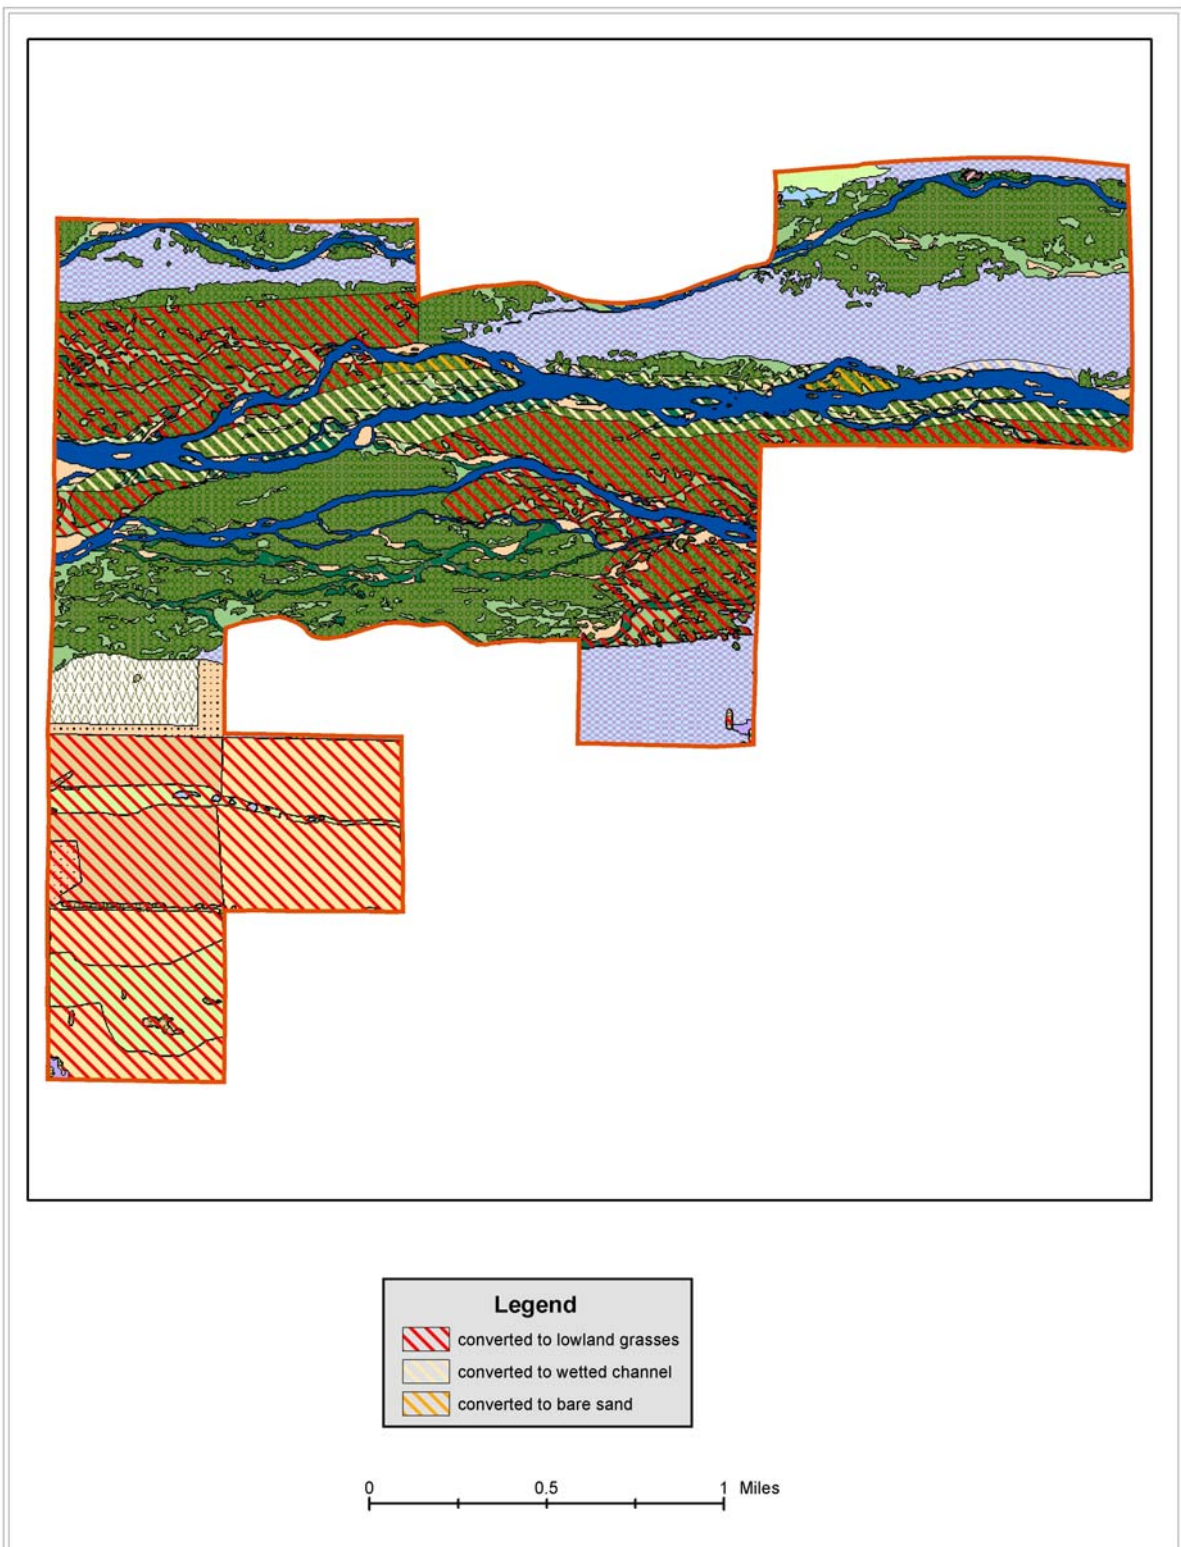 Legend
converted to lowland grasses
converted to wetted channel
converted to bare sand
0 0.5 1 Miles